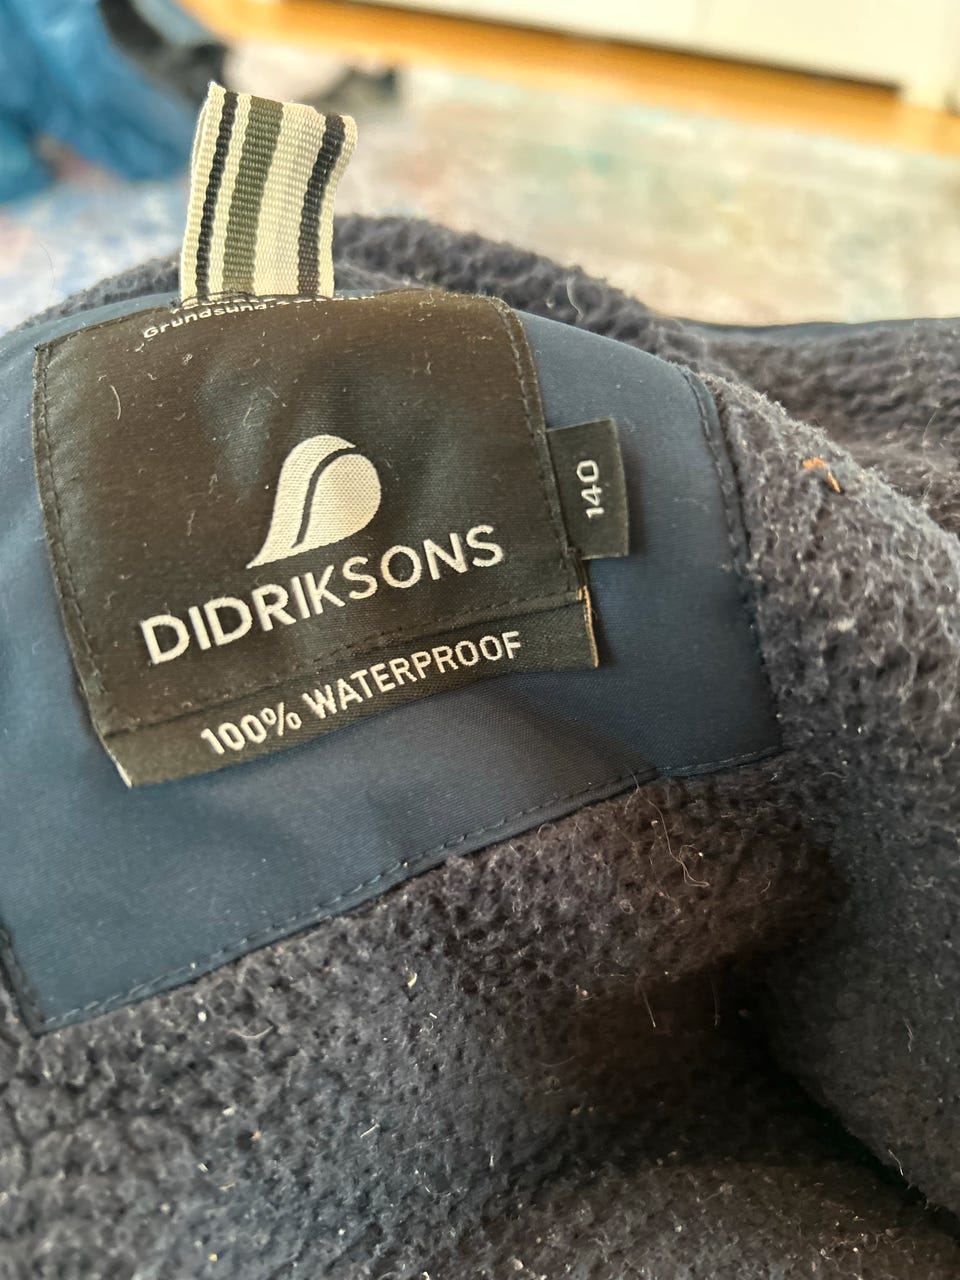 Grundsund.
DIDRIKSONS
140
100% WATERPROOF